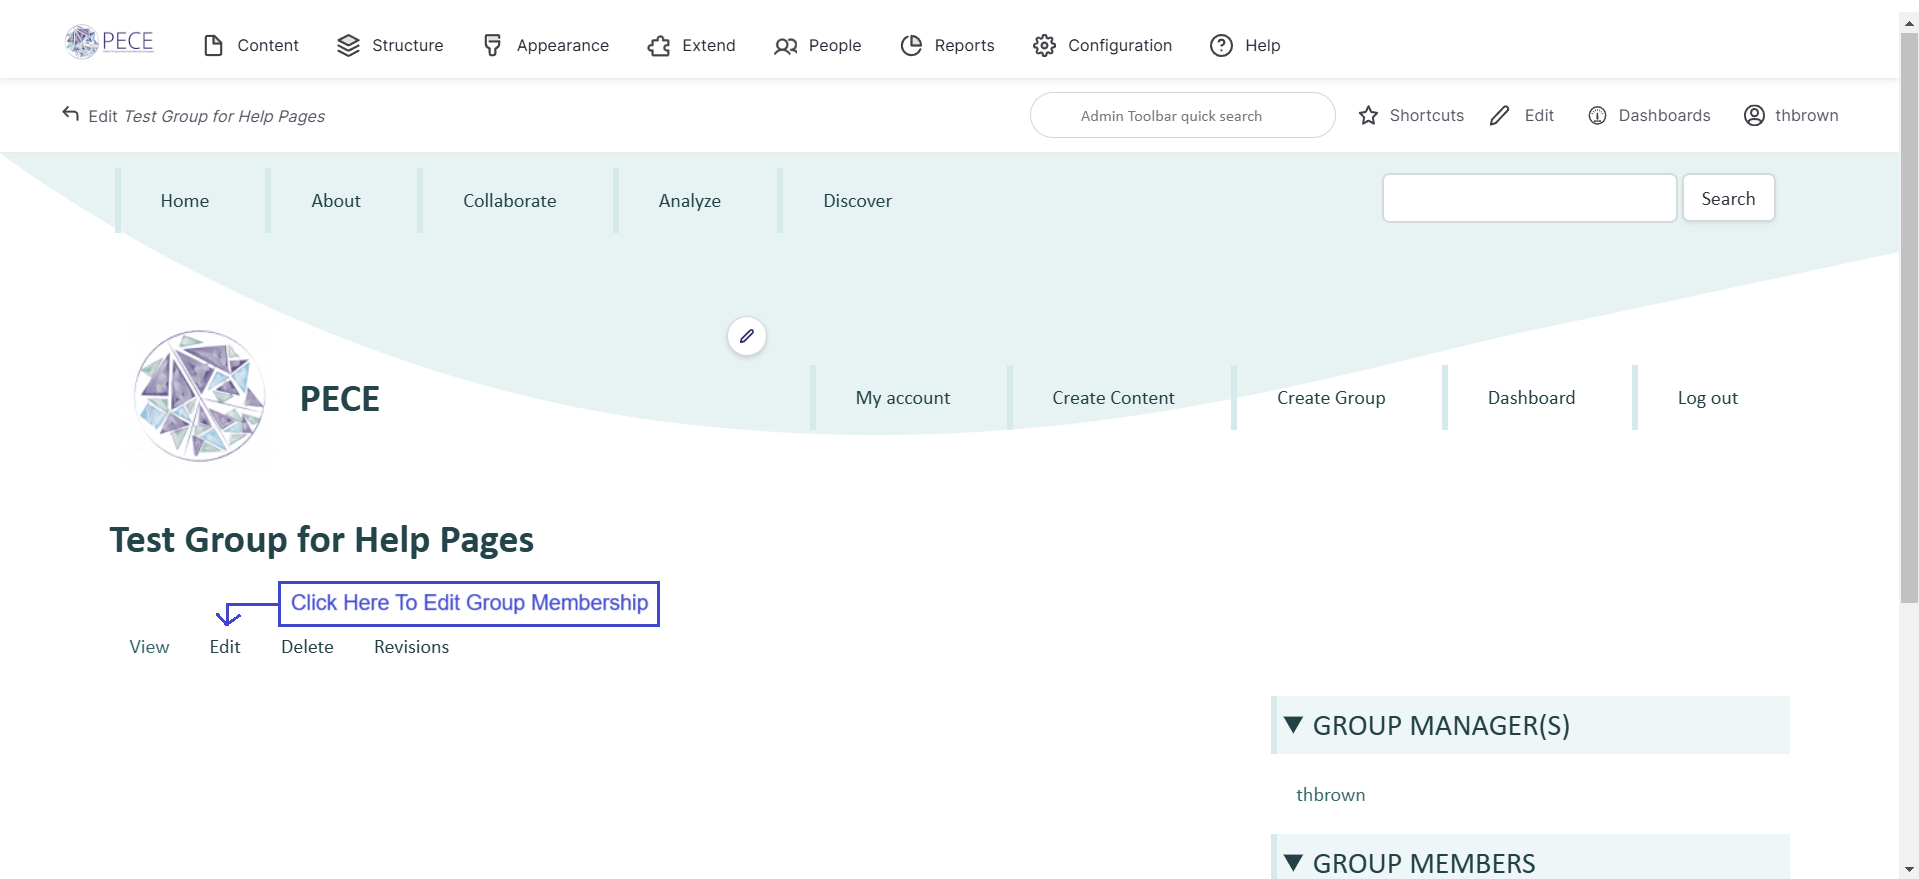 PECE
Content
Structure
Appearance
Extend
People
Reports
Configuration
Help
Edit Test Group for Help Pages
Admin Toolbar quick search
Shortcuts
Edit
Dashboards
thbrown
Home
About
Collaborate
Analyze
Discover
Search
PECE
My account
Create Content
Create Group
Dashboard
Log out
Test Group for Help Pages
Click Here To Edit Group Membership
View
Edit
Delete
Revisions
GROUP MANAGER(S)
thbrown
GROUP MEMBERS